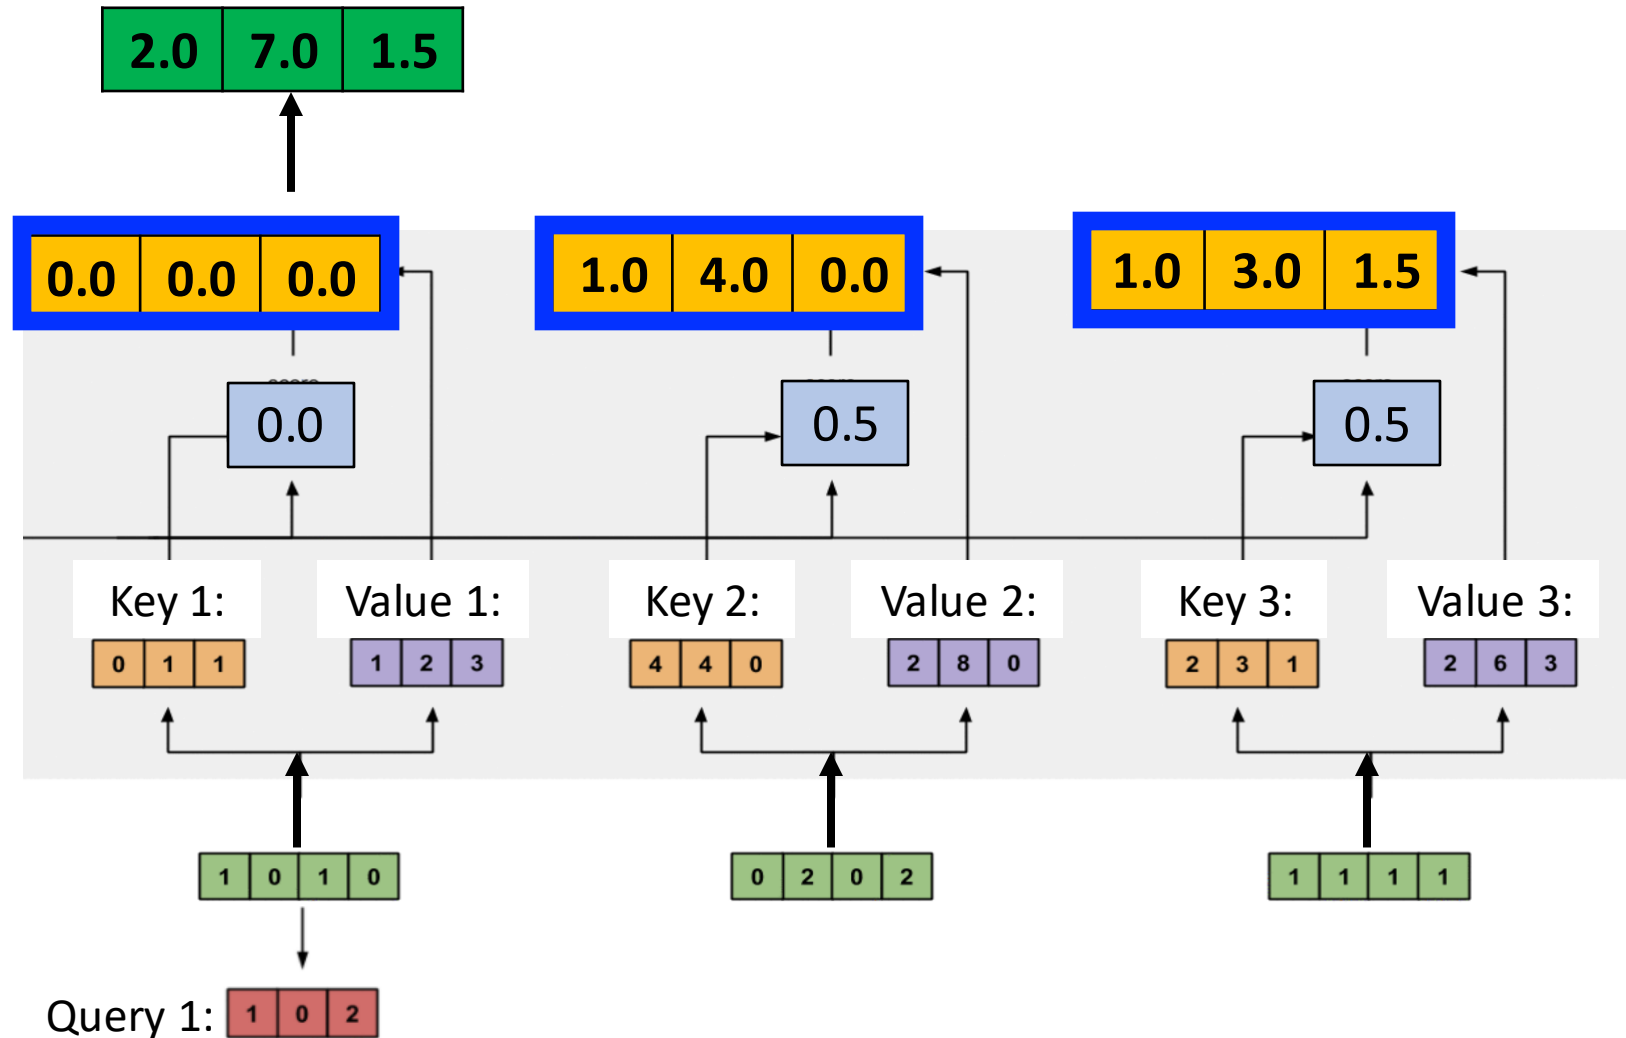 2.0 7.0 1.5
0.0 0.0 0.0
1.0 4.0 0.0
1.0 3.0 1.5
0.0
0.5
0.5
Key 1:
Value 1:
Key 2:
Value 2:
Key 3:
Value 3:
0 1 1
1 2 3
4 4 0
2 8 0
2 3 1
2 6 3
1 0 1 0
0 2 0 2
1 1 1 1
Query 1: 1 0 2